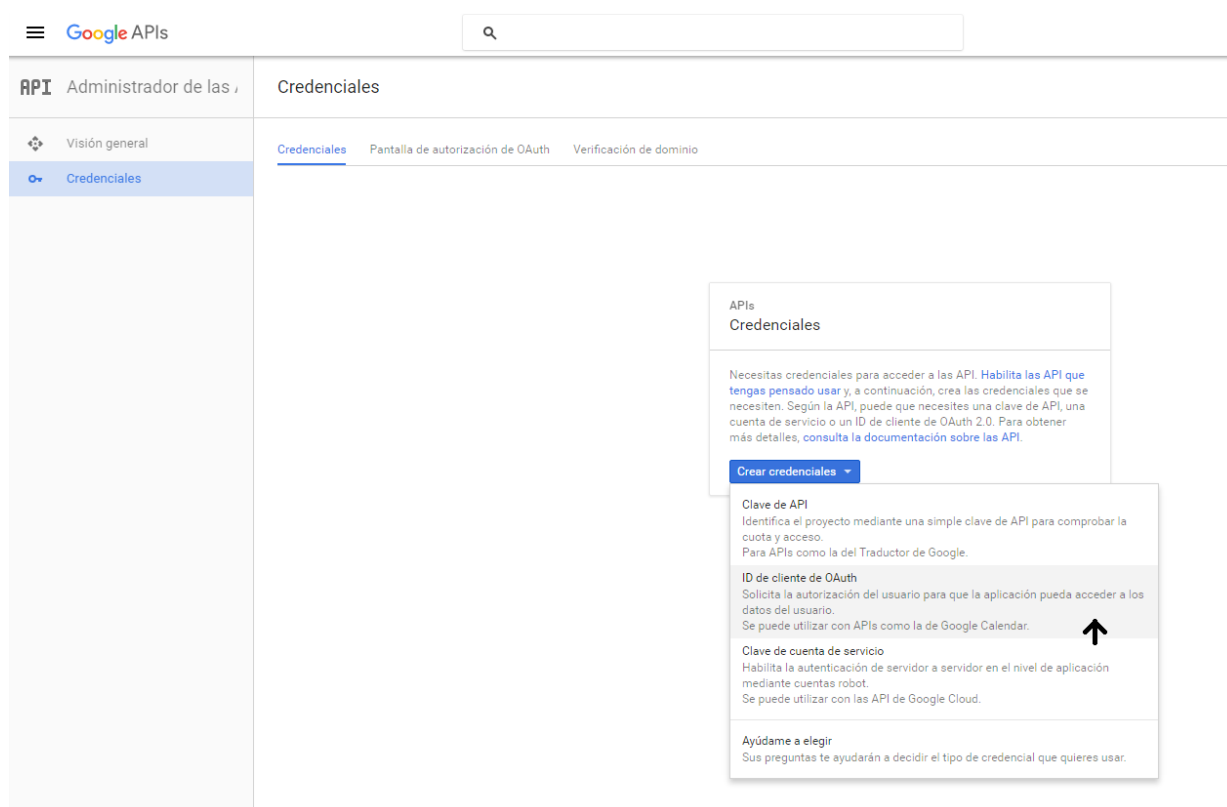 Google APIs
API Administrador de las
Credenciales
Visión general
Credenciales
Credenciales Pantalla de autorización de OAuth Verificación de dominio
APIs
Credenciales
Necesitas credenciales para acceder a las API. Habilita las API que
tengas pensado usar y, a continuación, crea las credenciales que se
necesiten. Según la API, puede que necesites una clave de API, una
cuenta de servicio o un ID de cliente de OAuth 2.0. Para obtener
más detalles, consulta la documentación sobre las API.
Crear credenciales
Clave de API
Identifica el proyecto mediante una simple clave de API para comprobar la
cuota y acceso.
Para APIs como la del Traductor de Google.
ID de cliente de OAuth
Solicita la autorización del usuario para que la aplicación pueda acceder a los
datos del usuario.
Se puede utilizar con APIs como la de Google Calendar.
Clave de cuenta de servicio
Habilita la autenticación de servidor a servidor en el nivel de aplicación
mediante cuentas robot.
Se puede utilizar con las API de Google Cloud.
Ayúdame a elegir
Sus preguntas te ayudarán a decidir el tipo de credencial que quieres usar.